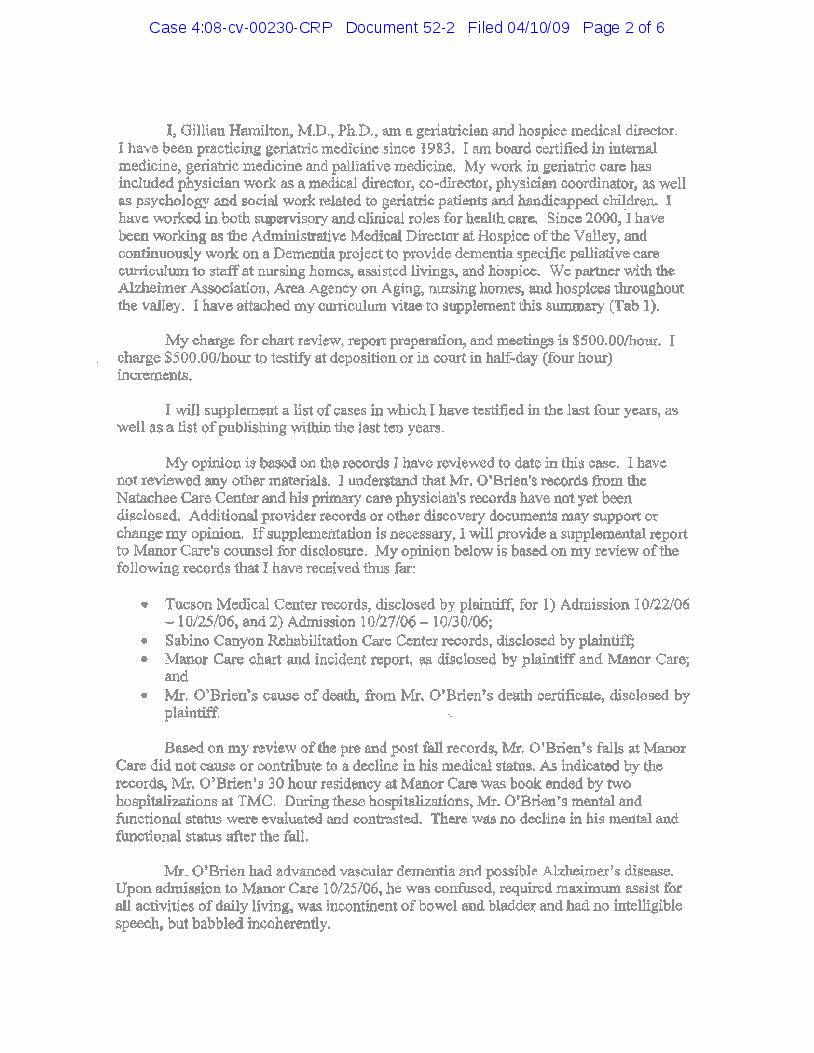 Case 4:08-cv-00230-CRP Document 52-2 Filed 04/10/09 Page 2 of 6
I, Gillian Hamilton, M.D., Ph.D., am a geriatrician and hospice medical director.
I have been practicing geriatric medicine since 1983. I am board certified in internal
medicine, geriatric medicine and palliative medicine. My work in geriatric care has
included physician work as a medical director, co-director, physician coordinator, as well
as psychology and social work related to geriatric patients and handicapped children. I
have worked in both supervisory and clinical roles for health care. Since 2000, I have
been working as the Administrative Medical Director at Hospice of the Valley, and
continuously work on a Dementia project to provide dementia specific palliative care
curriculum to staff at nursing homes, assisted livings, and hospice. We partner with the
Alzheimer Association, Area Agency on Aging, nursing homes, and hospices throughout
the valley. I have attached my curriculum vitae to supplement this summary (Tab 1).
My charge for chart review, report preparation, and meetings is $500.00/hour. I
charge $500.00/hour to testify at deposition or in court in half-day (four hour)
increments.
I will supplement a list of cases in which I have testified in the last four years, as
well as a list of publishing within the last ten years.
My opinion is based on the records I have reviewed to date in this case. I have
not reviewed any other materials. I understand that Mr. O'Brien's records from the
Natachee Care Center and his primary care physician's records have not yet been
disclosed. Additional provider records or other discovery documents may support or
change my opinion. If supplementation is necessary, I will provide a supplemental report
to Manor Care's counsel for disclosure. My opinion below is based on my review of the
following records that I have received thus far:
• Tucson Medical Center records, disclosed by plaintiff, for 1) Admission 10/22/06
– 10/25/06, and 2) Admission 10/27/06 – 10/30/06;
• Sabino Canyon Rehabilitation Care Center records, disclosed by plaintiff;
• Manor Care chart and incident report, as disclosed by plaintiff and Manor Care;
and
• Mr. O'Brien's cause of death, from Mr. O'Brien's death certificate, disclosed by
plaintiff.
Based on my review of the pre and post fall records, Mr. O'Brien's falls at Manor
Care did not cause or contribute to a decline in his medical status. As indicated by the
records, Mr. O'Brien's 30 hour residency at Manor Care was book ended by two
hospitalizations at TMC. During these hospitalizations, Mr. O'Brien's mental and
functional status were evaluated and contrasted. There was no decline in his mental and
functional status after the fall.
Mr. O'Brien had advanced vascular dementia and possible Alzheimer's disease.
Upon admission to Manor Care 10/25/06, he was confused, required maximum assist for
all activities of daily living, was incontinent of bowel and bladder and had no intelligible
speech, but babbled incoherently.